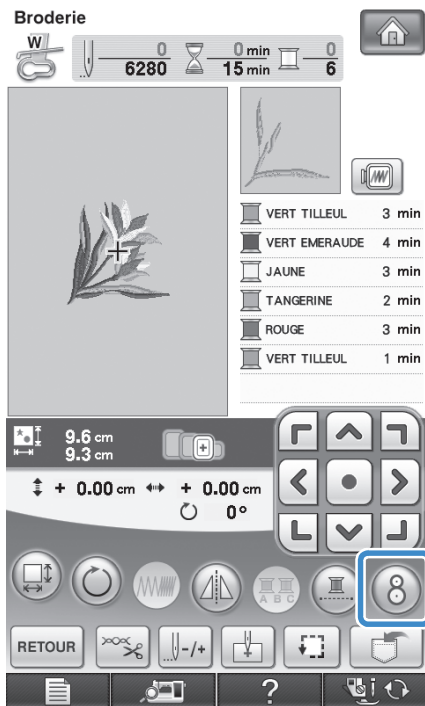 Broderie
W
0 0 min 0
6280 15 min 6
VERT TILLEUL 3 min
VERT EMERAUDE 4 min
JAUNE 3 min
TANGERINE 2 min
ROUGE 3 min
VERT TILLEUL 1 min
9.6 cm
9.3 cm
+ 0.00 cm + 0.00 cm
0°
A B C
8
RETOUR
-/+
?
i